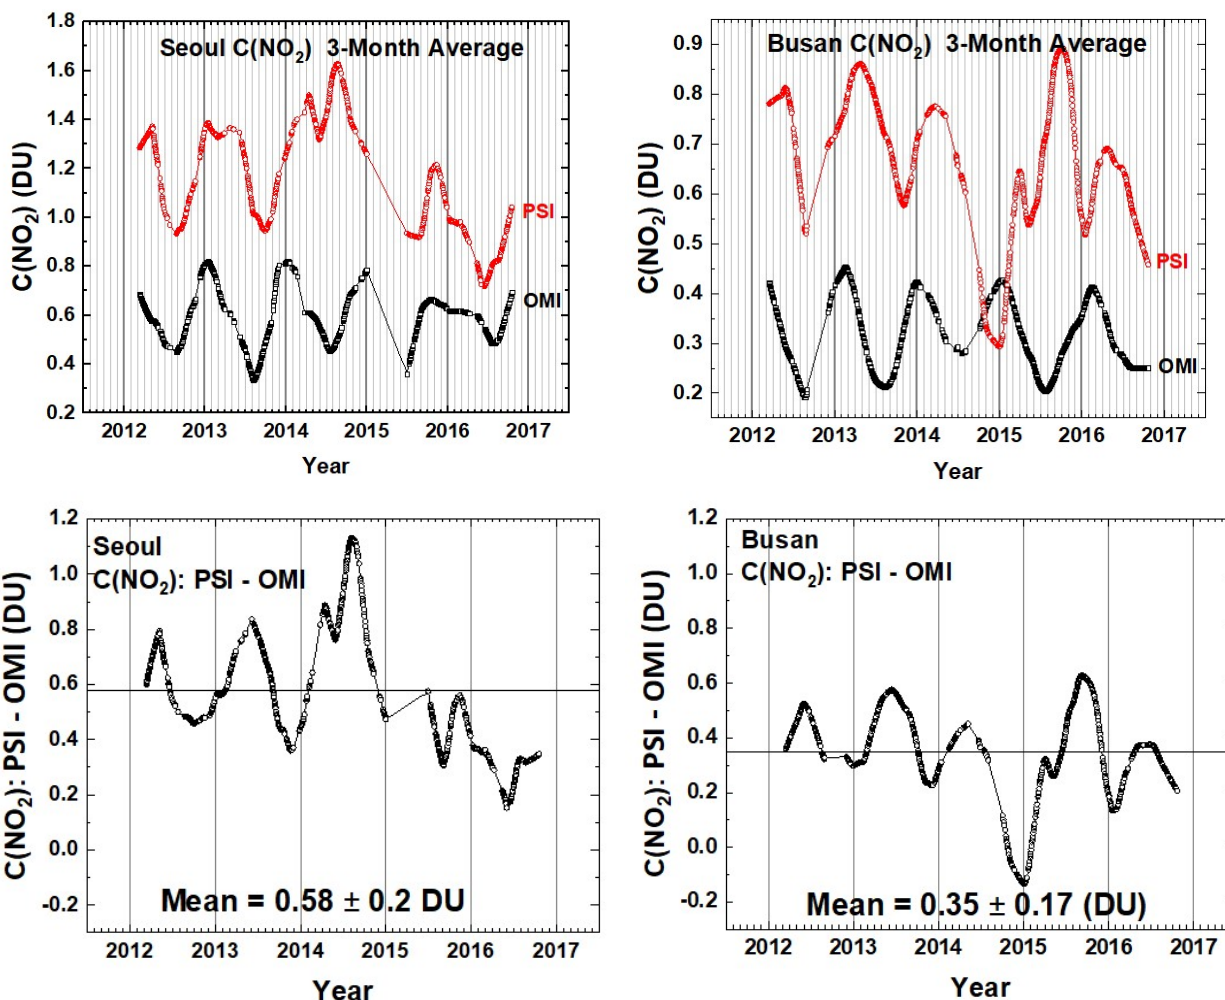 Seoul C(NO₂) 3-Month Average
C(NO₂) (DU)
1.8
1.6
1.4
1.2
1.0
0.8
0.6
0.4
0.2
PSI
OMI
2012 2013 2014 2015 2016 2017
Year
Busan C(NO₂) 3-Month Average
C(NO₂) (DU)
0.9
0.8
0.7
0.6
0.5
0.4
0.3
0.2
PSI
OMI
2012 2013 2014 2015 2016 2017
Year
Seoul
C(NO₂): PSI - OMI
C(NO₂): PSI - OMI (DU)
1.2
1.0
0.8
0.6
0.4
0.2
0.0
-0.2
Mean = 0.58 ± 0.2 DU
2012 2013 2014 2015 2016 2017
Year
Busan
C(NO₂): PSI - OMI
C(NO₂): PSI - OMI (DU)
1.2
1.0
0.8
0.6
0.4
0.2
0.0
-0.2
Mean = 0.35 ± 0.17 (DU)
2012 2013 2014 2015 2016 2017
Year